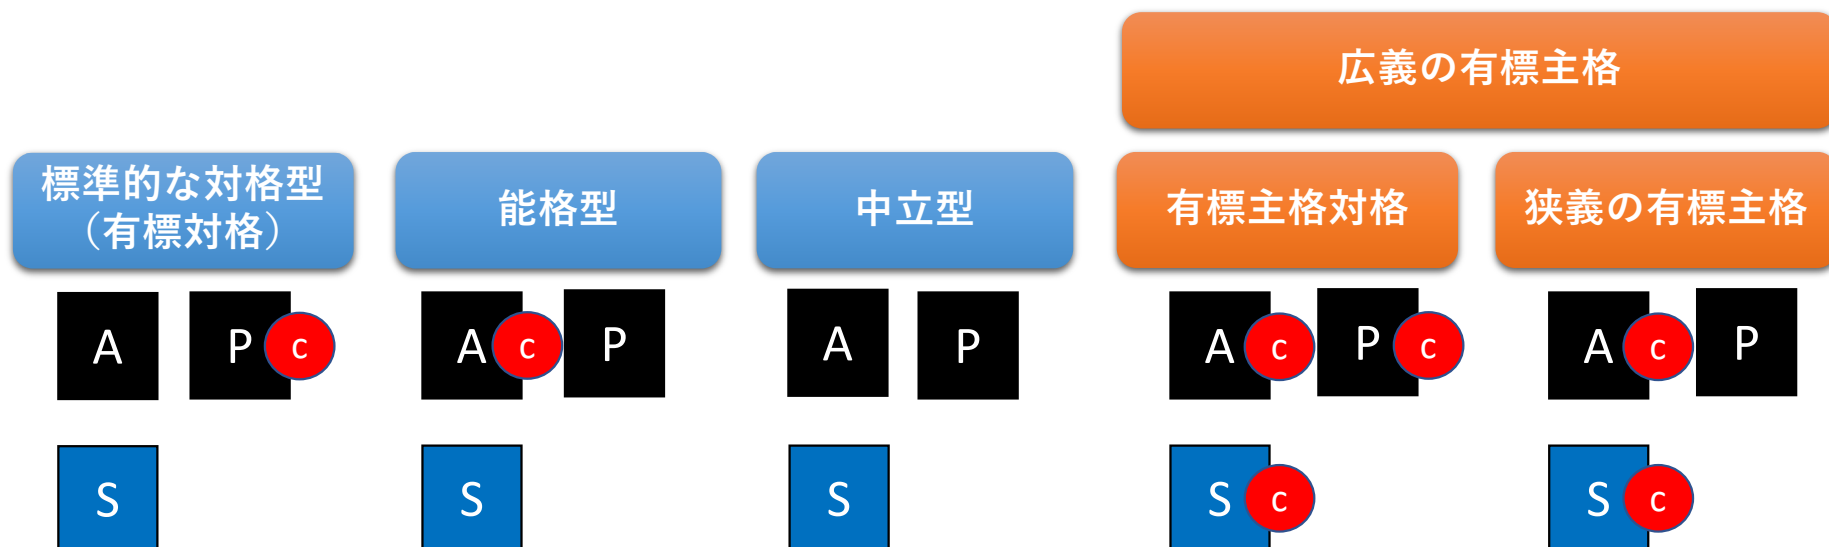 広義の有標主格
標準的な対格型
（有標対格）
能格型
中立型
有標主格対格
狭義の有標主格
A P c
A c P
A P
A c P c
A c P
S
S
S
S c
S c